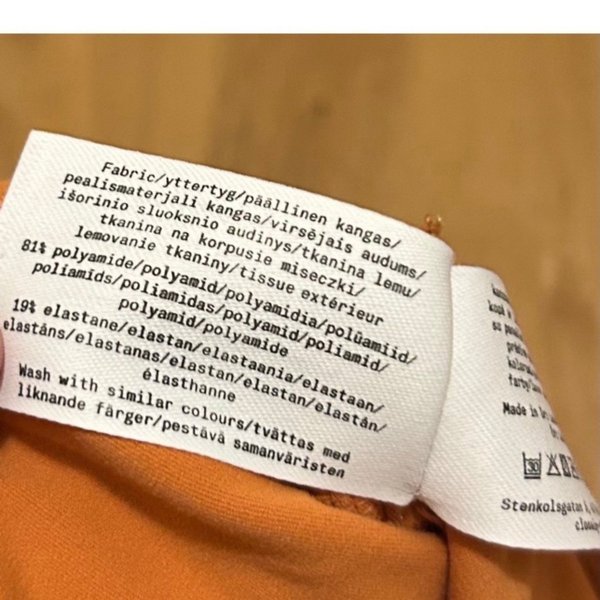 Fabric/yttertyg/päällinen kangas/
pealismaterjali kangas/virsējais audums/
išorinio sluoksnio audinys/tkanina lemu/
tkanina na korpusie miseczki/
lemovanie tkaniny/tissue extérieur
81% polyamide/polyamid/polyamidia/polüamiid/
poliamīds/poliamidas/polyamid/poliamid/
polyamid/polyamide
19% elastane/elastan/elastaania/elastaan/
elastāns/elastanas/elastan/elastan/elastán/
élasthanne
Wash with similar colours/tvättas med
liknande färger/pestävä samanväristen
Made in
30
Stenkolsgatan